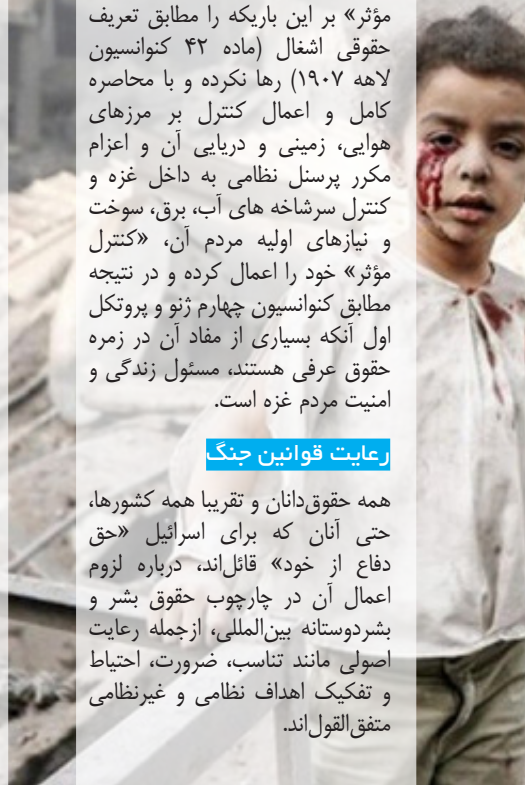 مؤثر» بر این باریکه را مطابق تعریف
حقوقی اشغال (ماده ۴۲ کنوانسیون
لاهه ۱۹۰۷) رها نکرده و با محاصره
کامل و اعمال کنترل بر مرزهای
هوایی، زمینی و دریایی آن و اعزام
مکرر پرسنل نظامی به داخل غزه و
کنترل سرشاخه های آب، برق، سوخت
و نیازهای اولیه مردم آن، «کنترل
مؤثر» خود را اعمال کرده و در نتیجه
مطابق کنوانسیون چهارم ژنو و پروتکل
اول آنکه بسیاری از مفاد آن در زمره
حقوق عرفی هستند، مسئول زندگی و
امنیت مردم غزه است.
رعایت قوانین جنگ
همه حقوق‌دانان و تقریبا همه کشورها،
حتی آنان که برای اسرائیل «حق
دفاع از خود» قائل‌اند، درباره لزوم
اعمال آن در چارچوب حقوق بشر و
بشردوستانه بین‌المللی، ازجمله رعایت
اصولی مانند تناسب، ضرورت، احتیاط
و تفکیک اهداف نظامی و غیرنظامی
متفق‌القول‌اند.